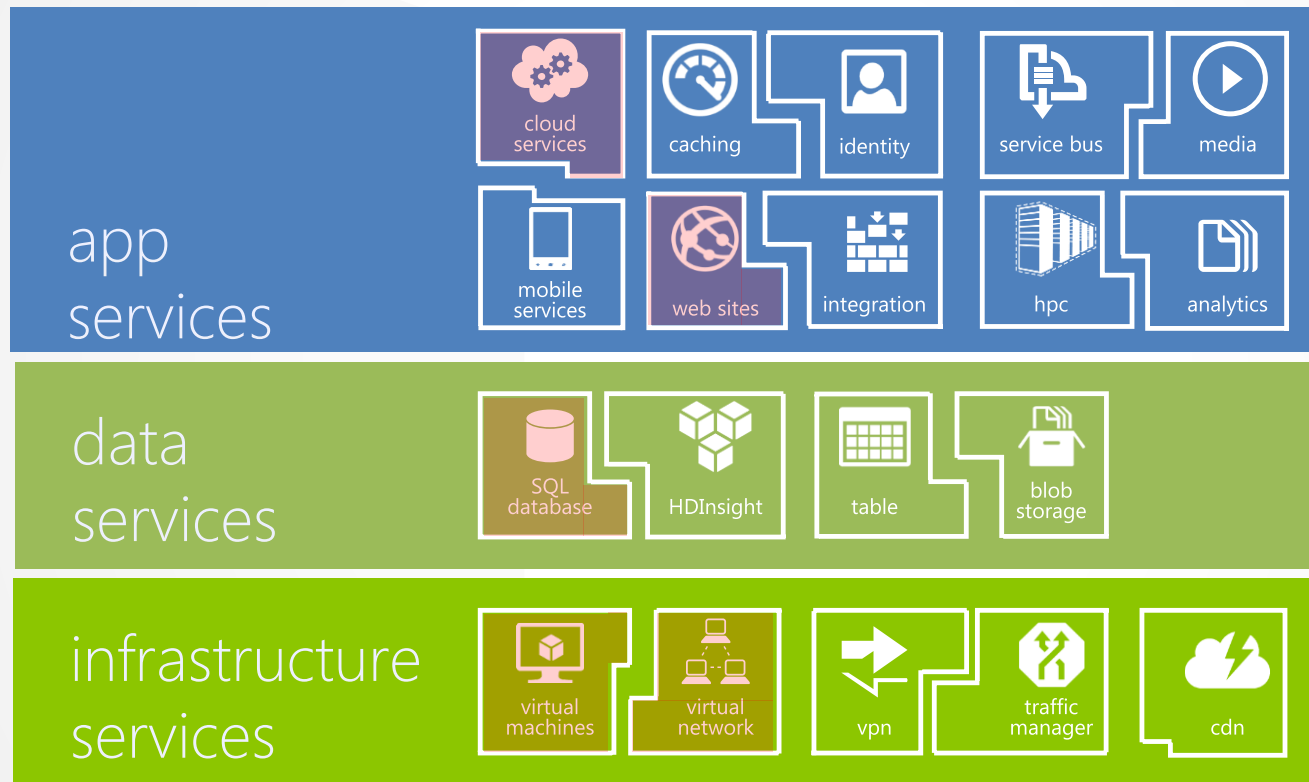 app
services
cloud
services
caching
identity
service bus
media
mobile
services
web sites
integration
hpc
analytics
data
services
SQL
database
HDInsight
table
blob
storage
infrastructure
services
virtual
machines
virtual
network
vpn
traffic
manager
cdn